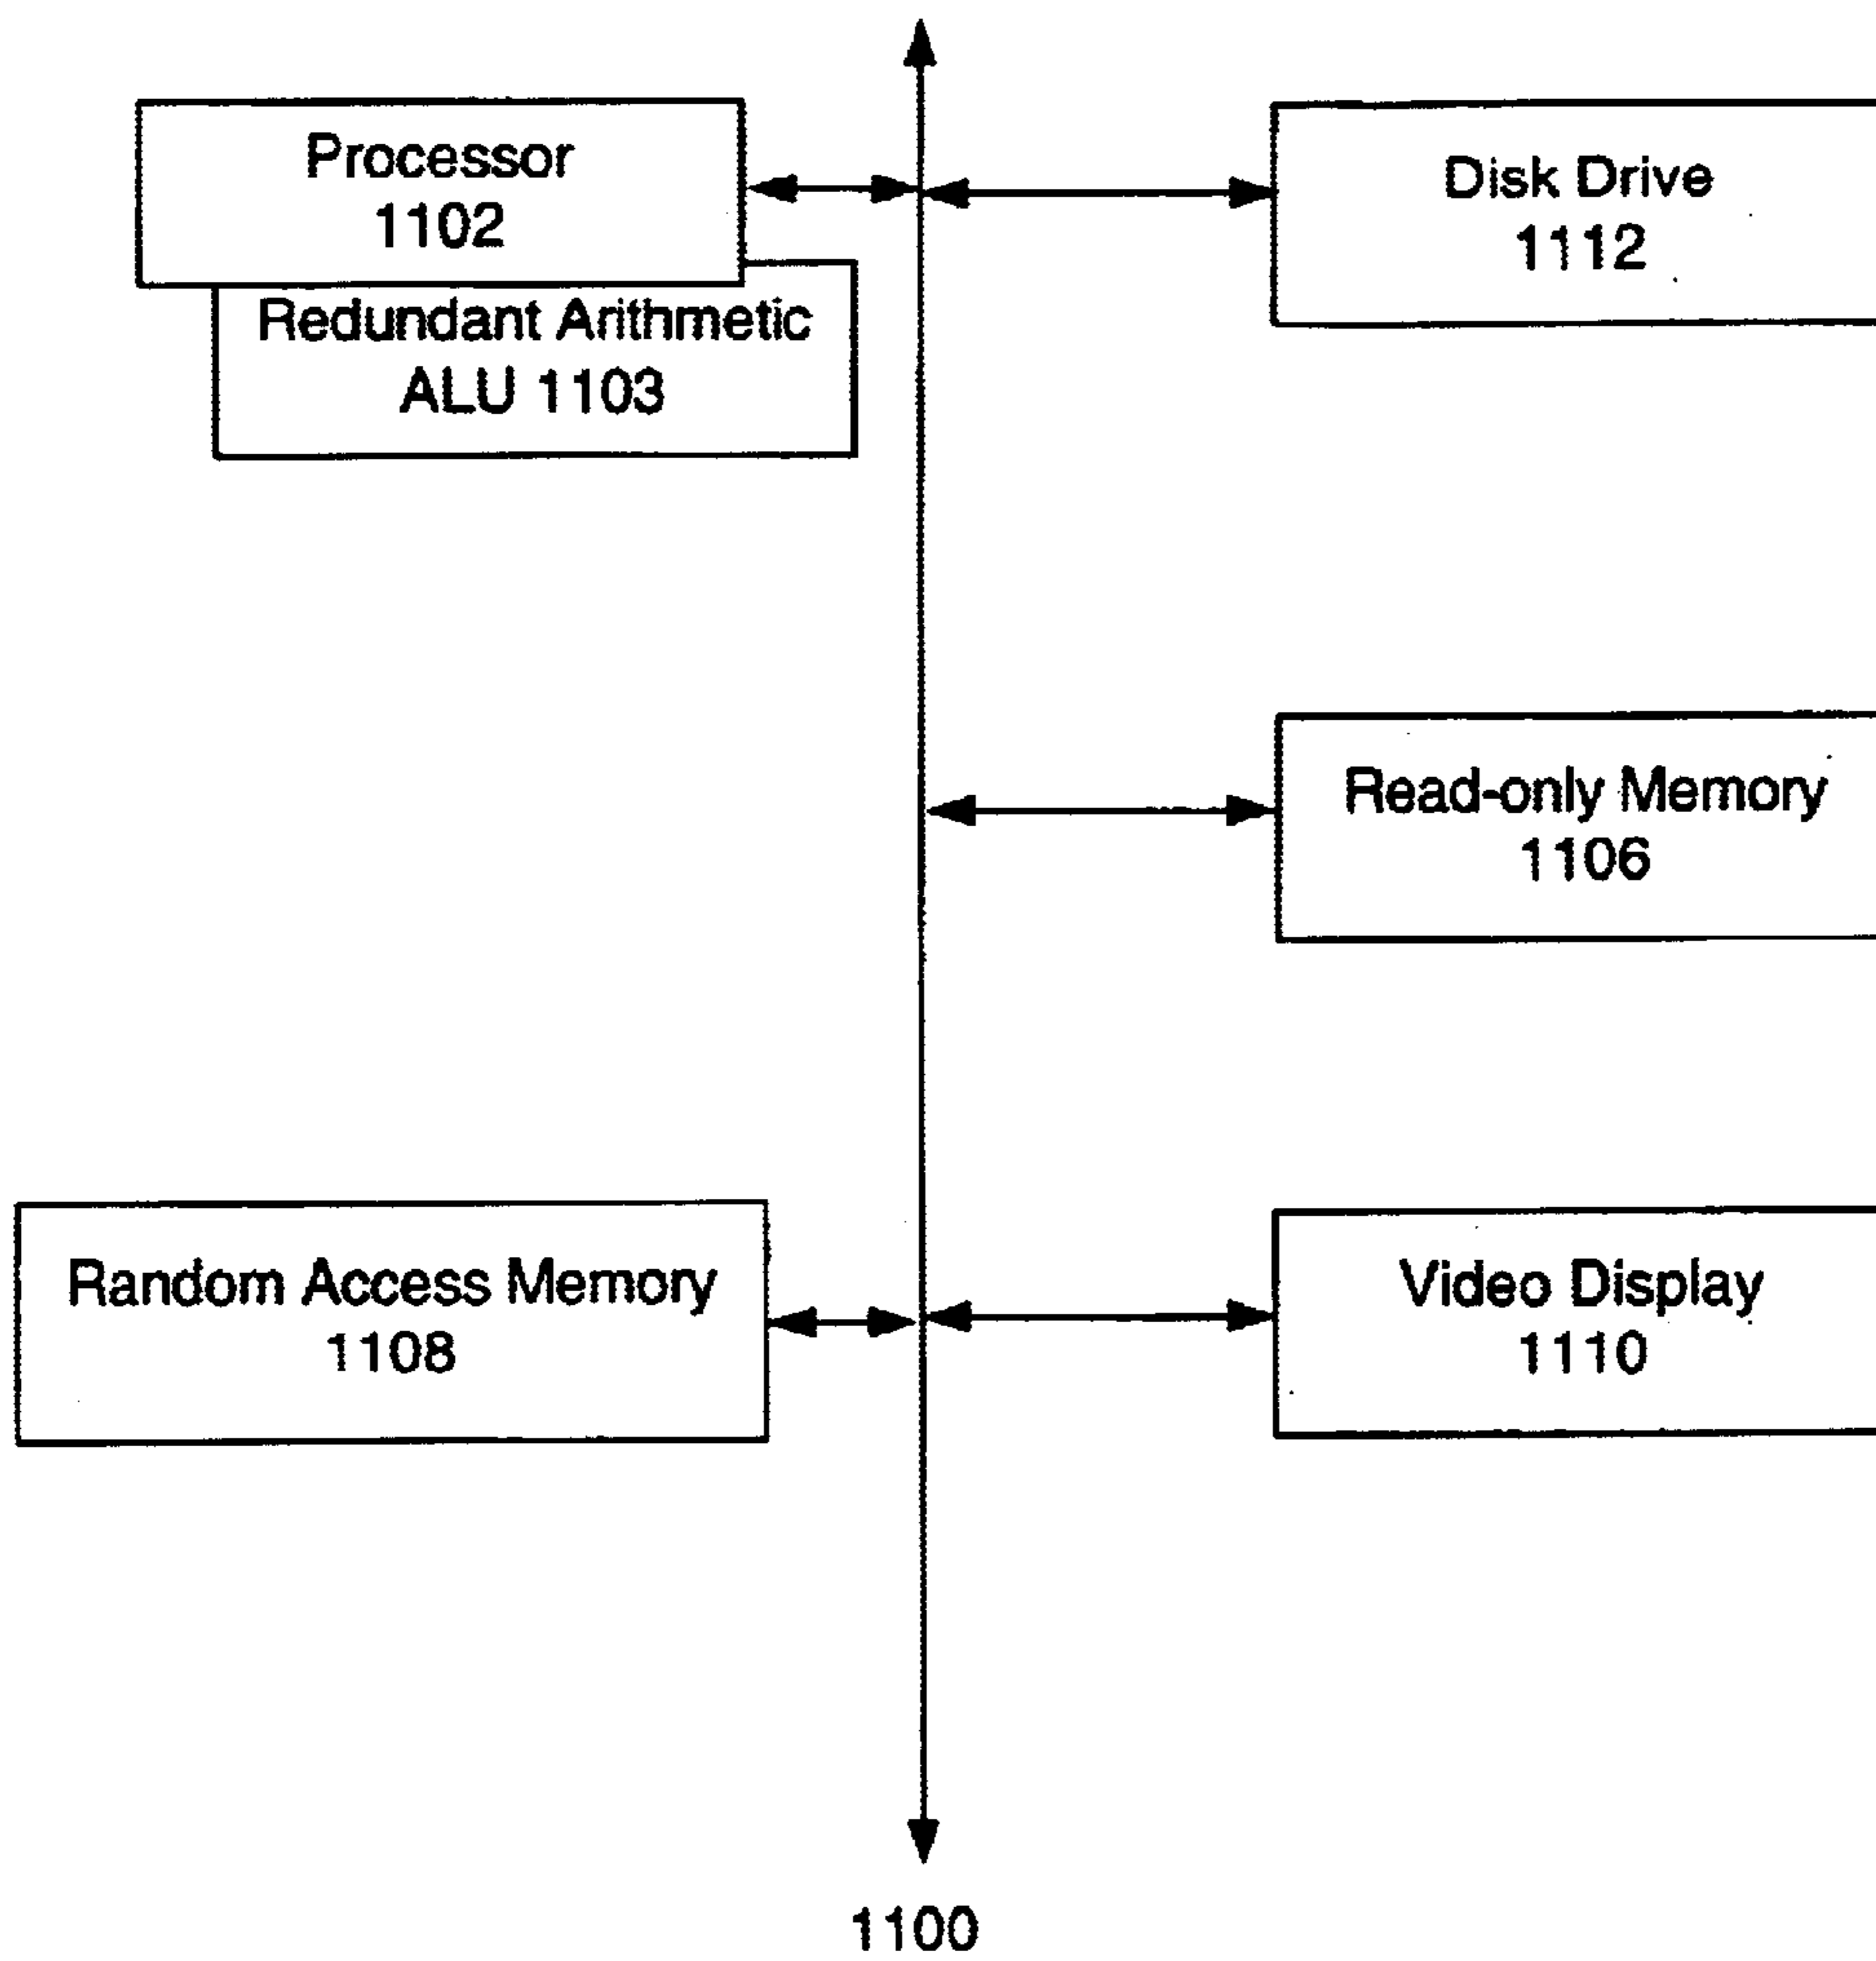 Processor
1102
Redundant Arithmetic
ALU 1103
Disk Drive
1112
Read-only Memory
1106
Random Access Memory
1108
Video Display
1110
1100